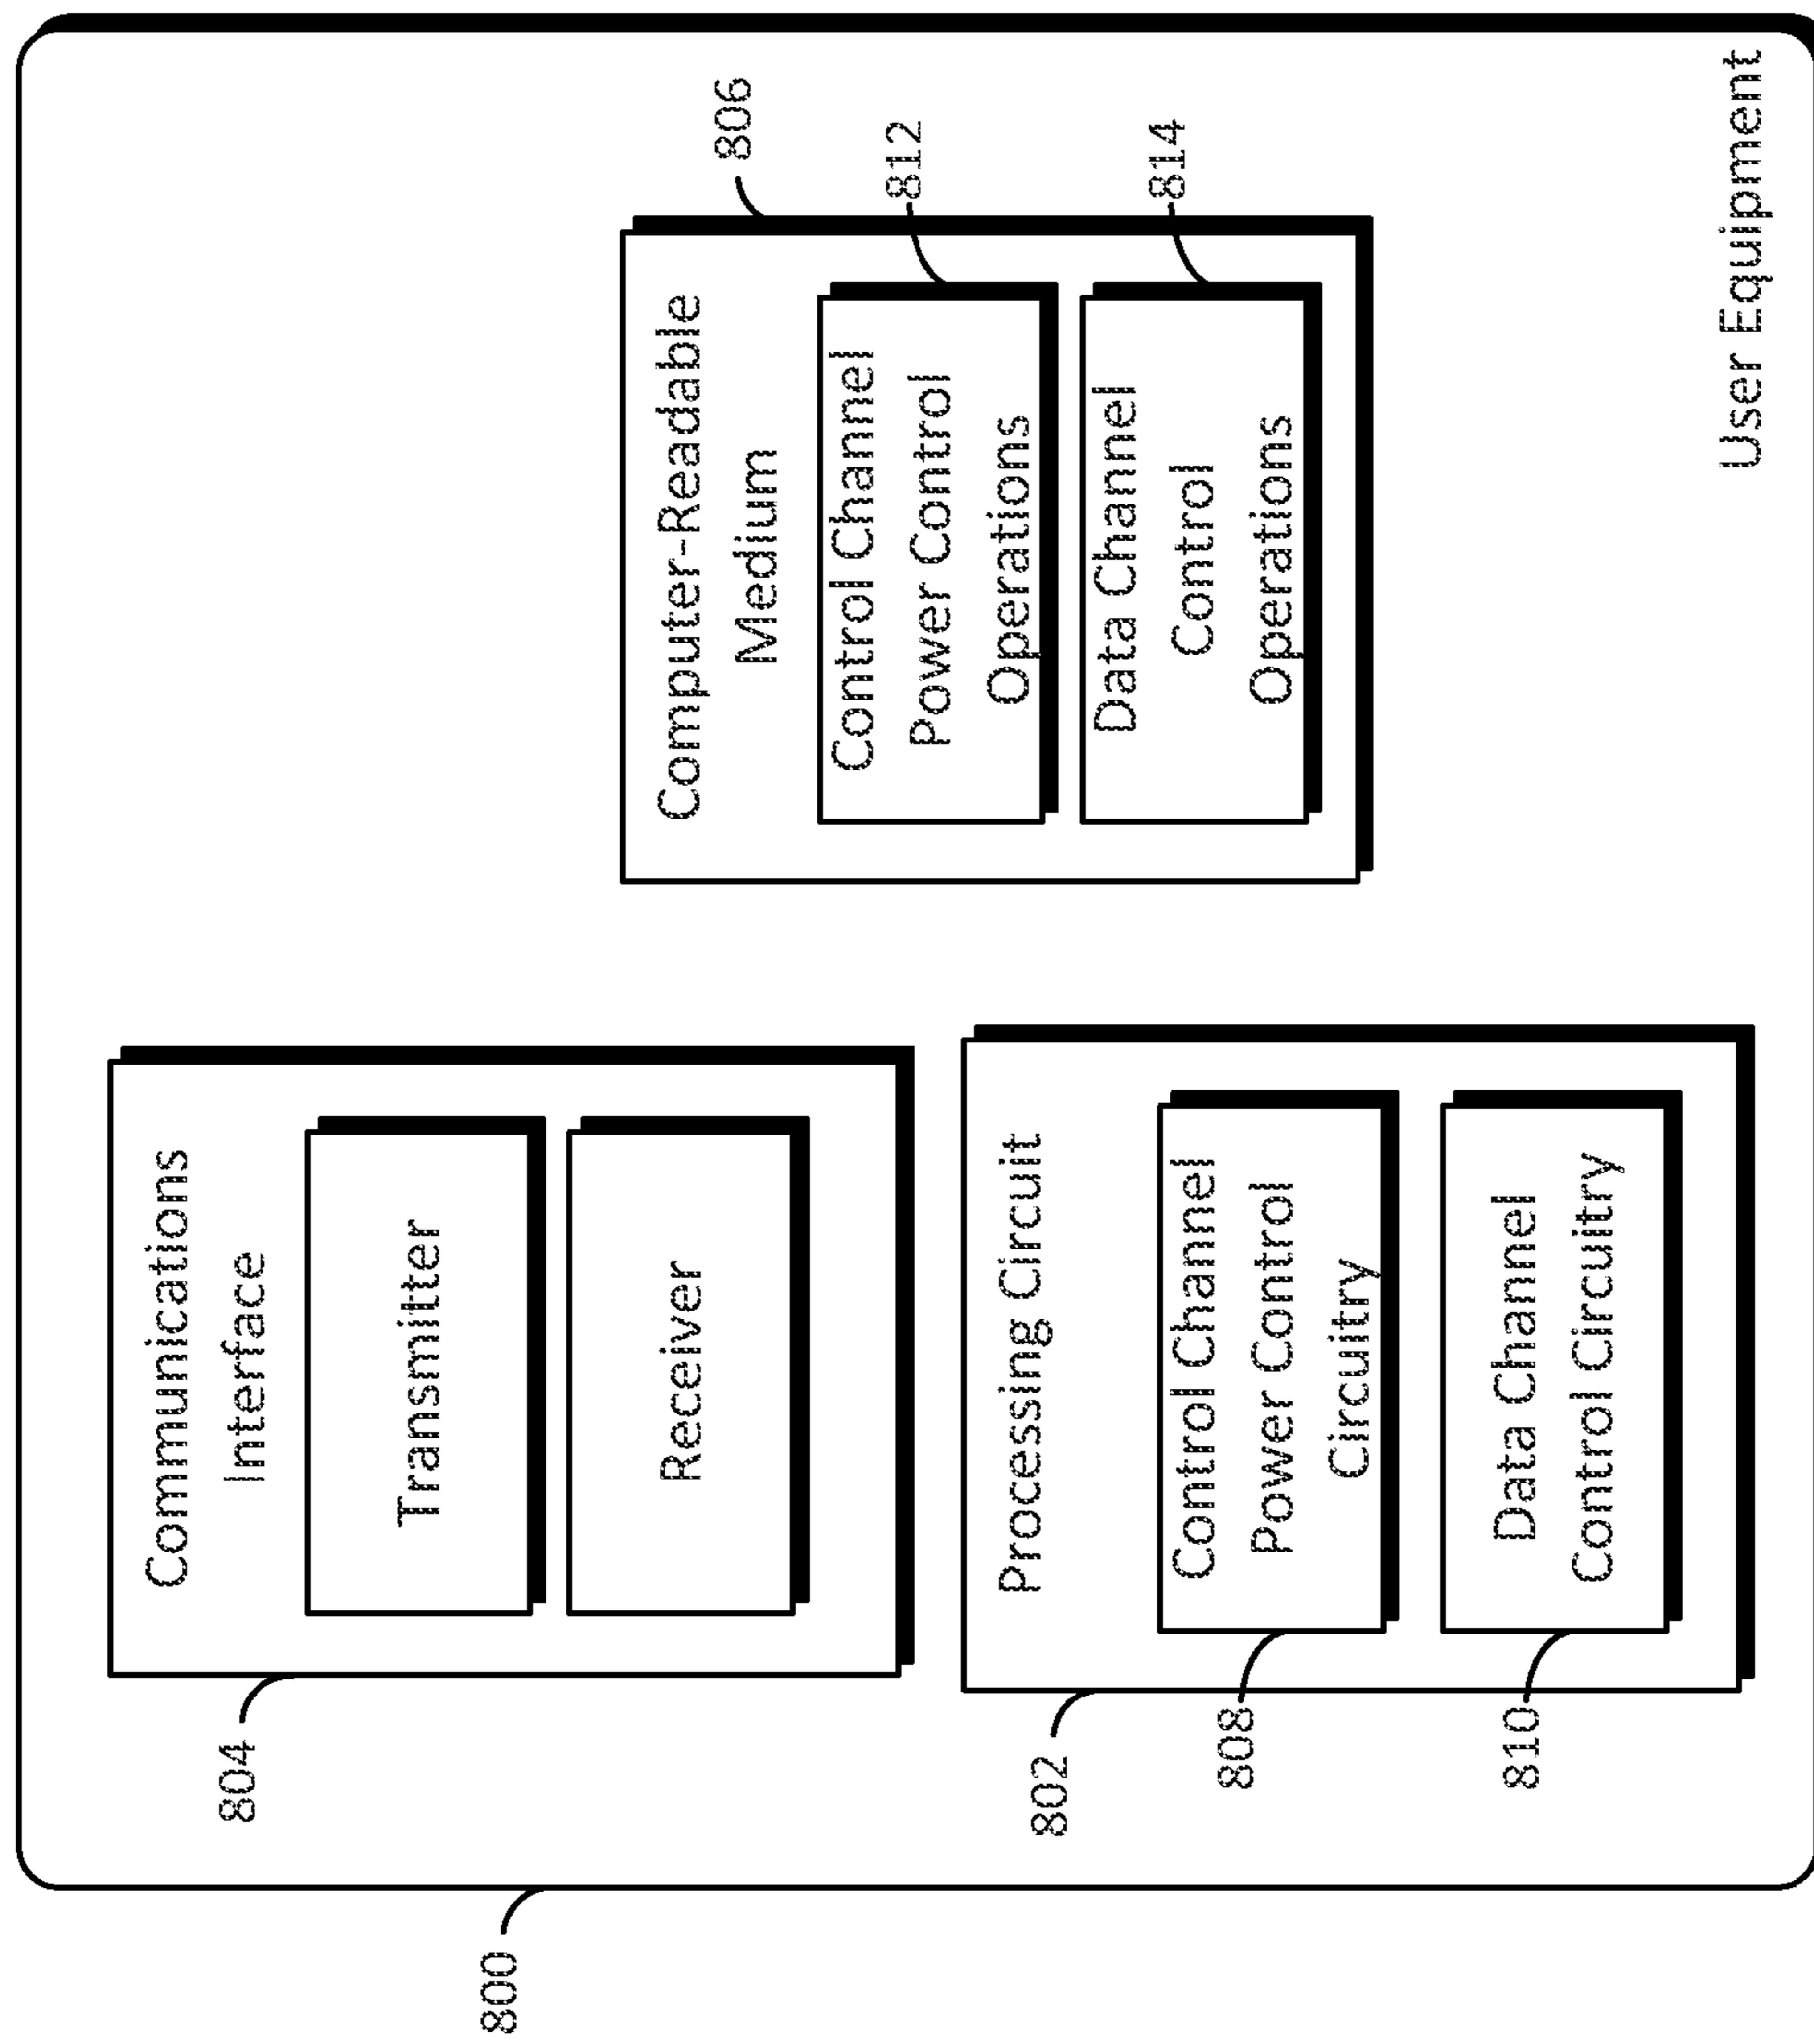 800
804
Communications
Interface
Transmitter
Receiver
802
Processing Circuit
808
Control Channel
Power Control
Circuitry
810
Data Channel
Control Circuitry
806
Computer-Readable
Medium
812
Control Channel
Power Control
Operations
814
Data Channel
Control
Operations
User Equipment